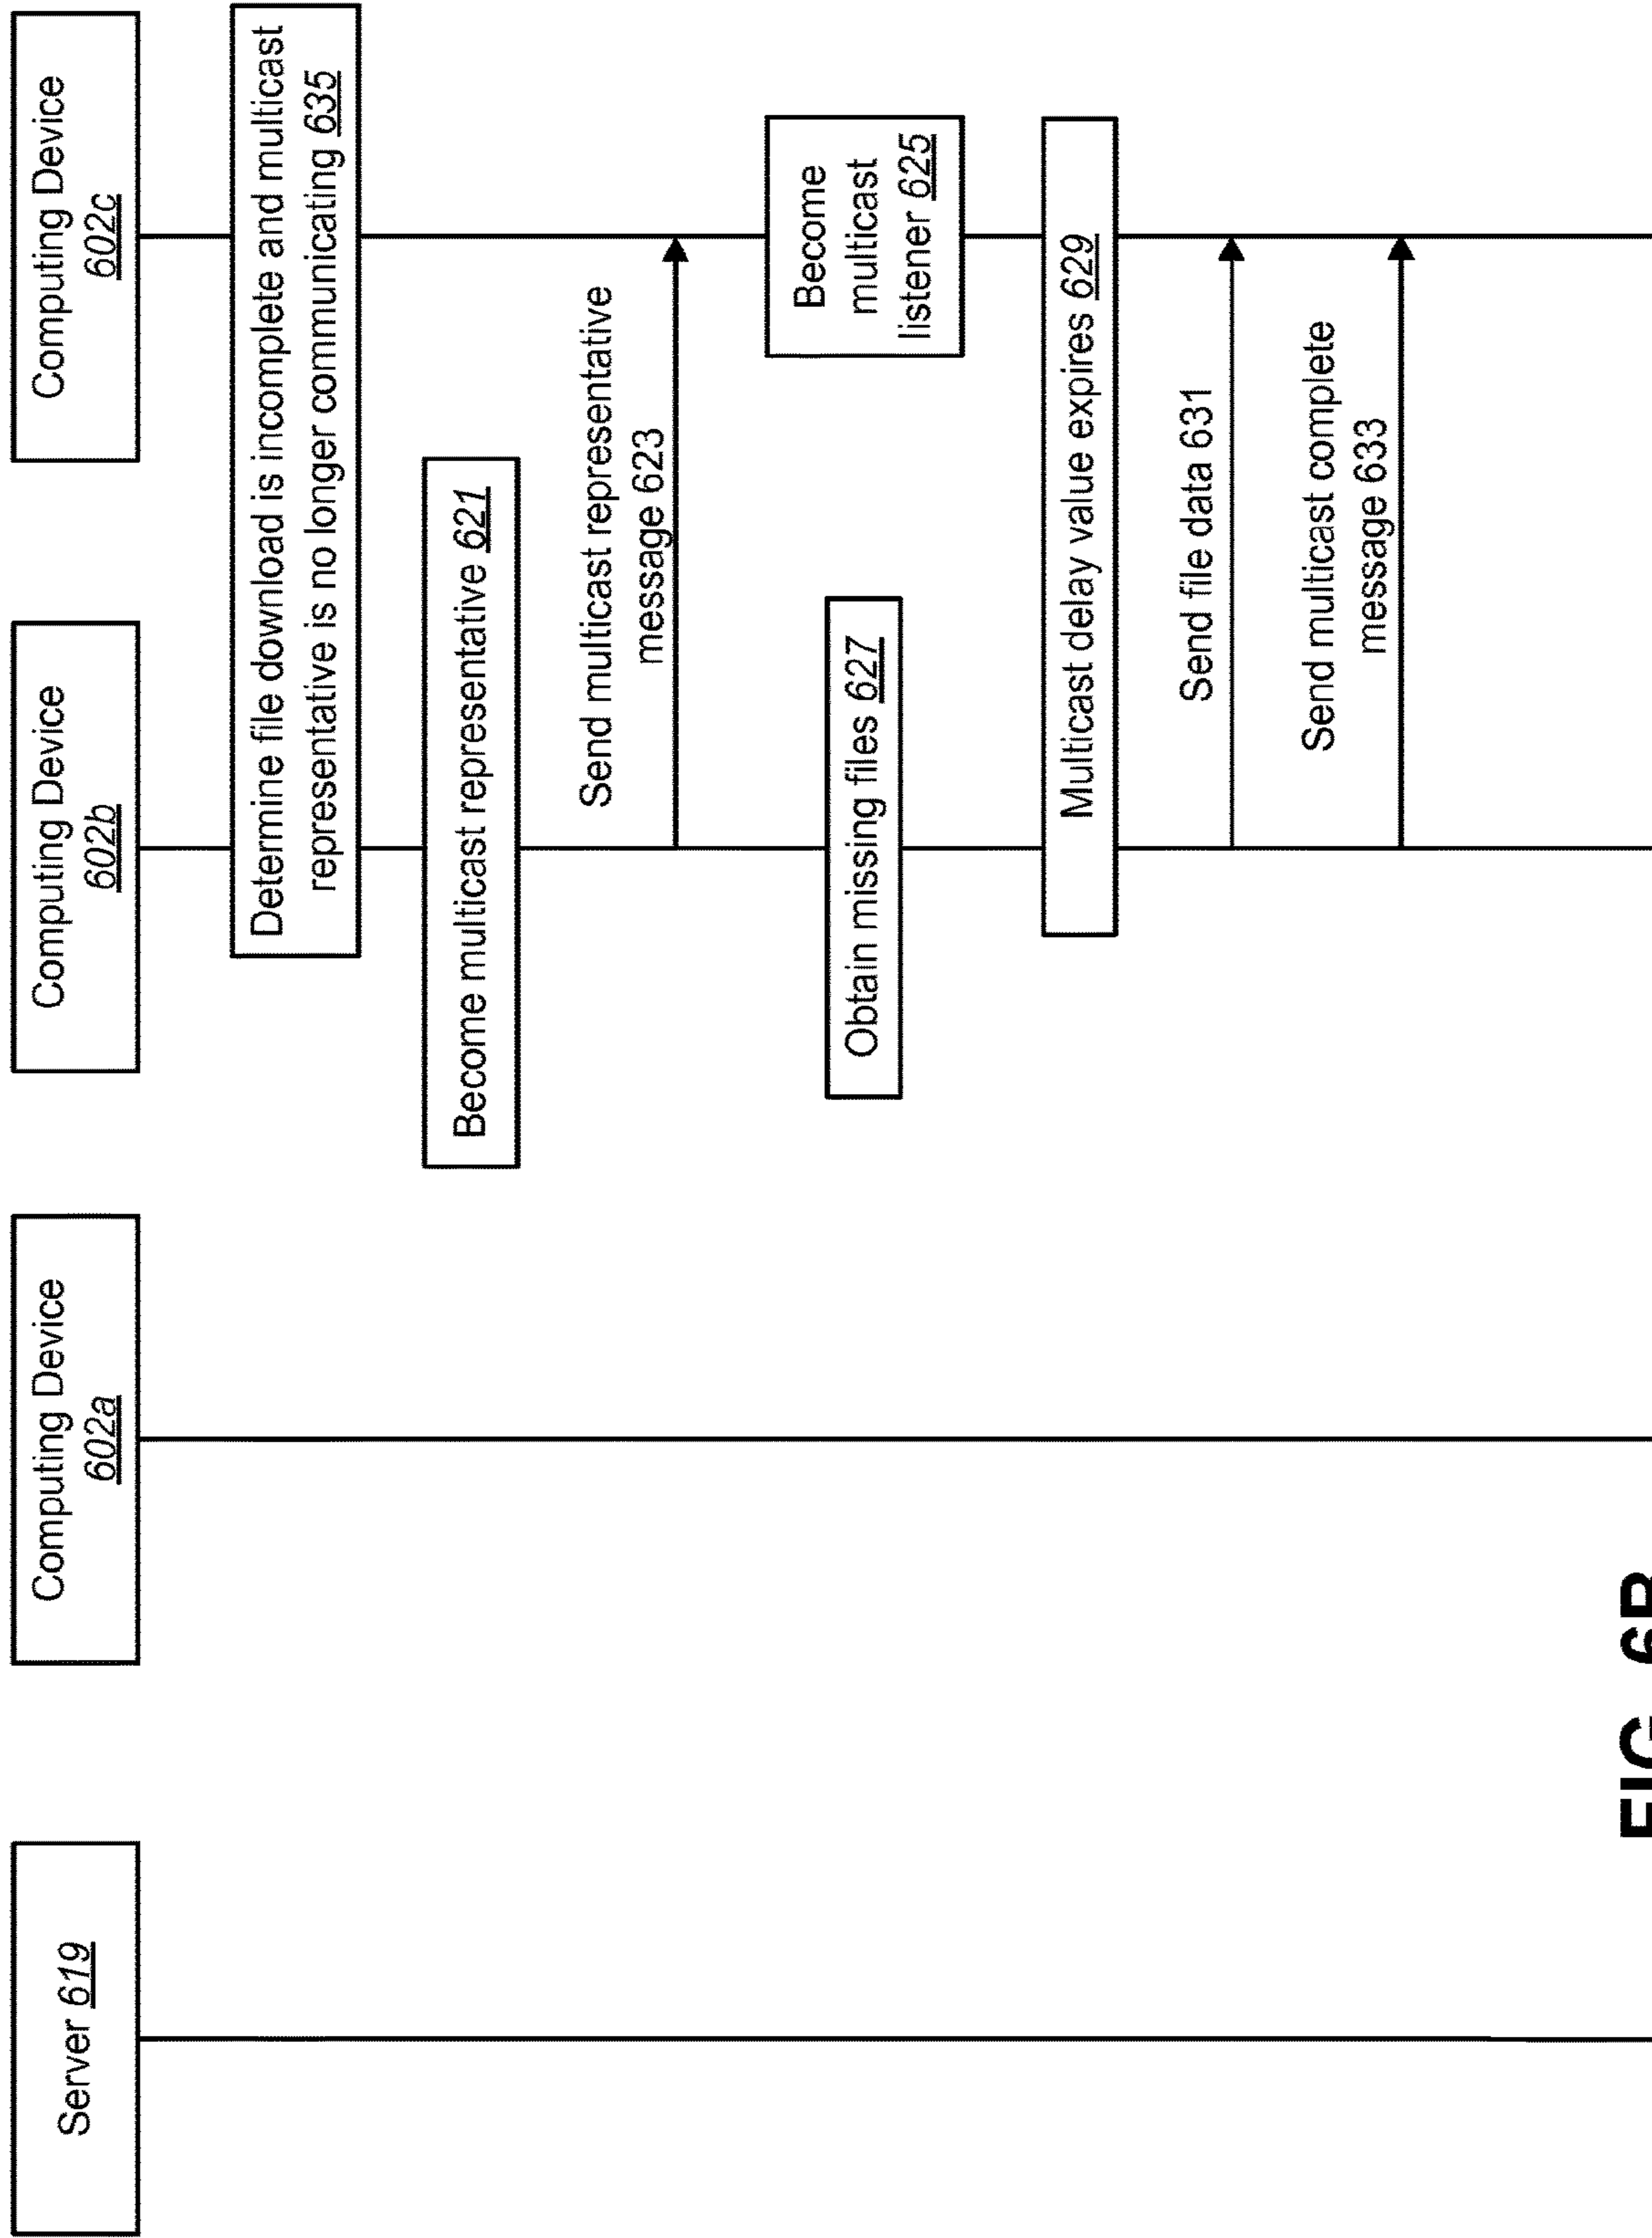 Server 619
Computing Device
602a
Computing Device
602b
Computing Device
602c
Determine file download is incomplete and multicast
representative is no longer communicating 635
Become multicast representative 621
Send multicast representative
message 623
Become
multicast
listener 625
Obtain missing files 627
Multicast delay value expires 629
Send file data 631
Send multicast complete
message 633
FIG. 6B